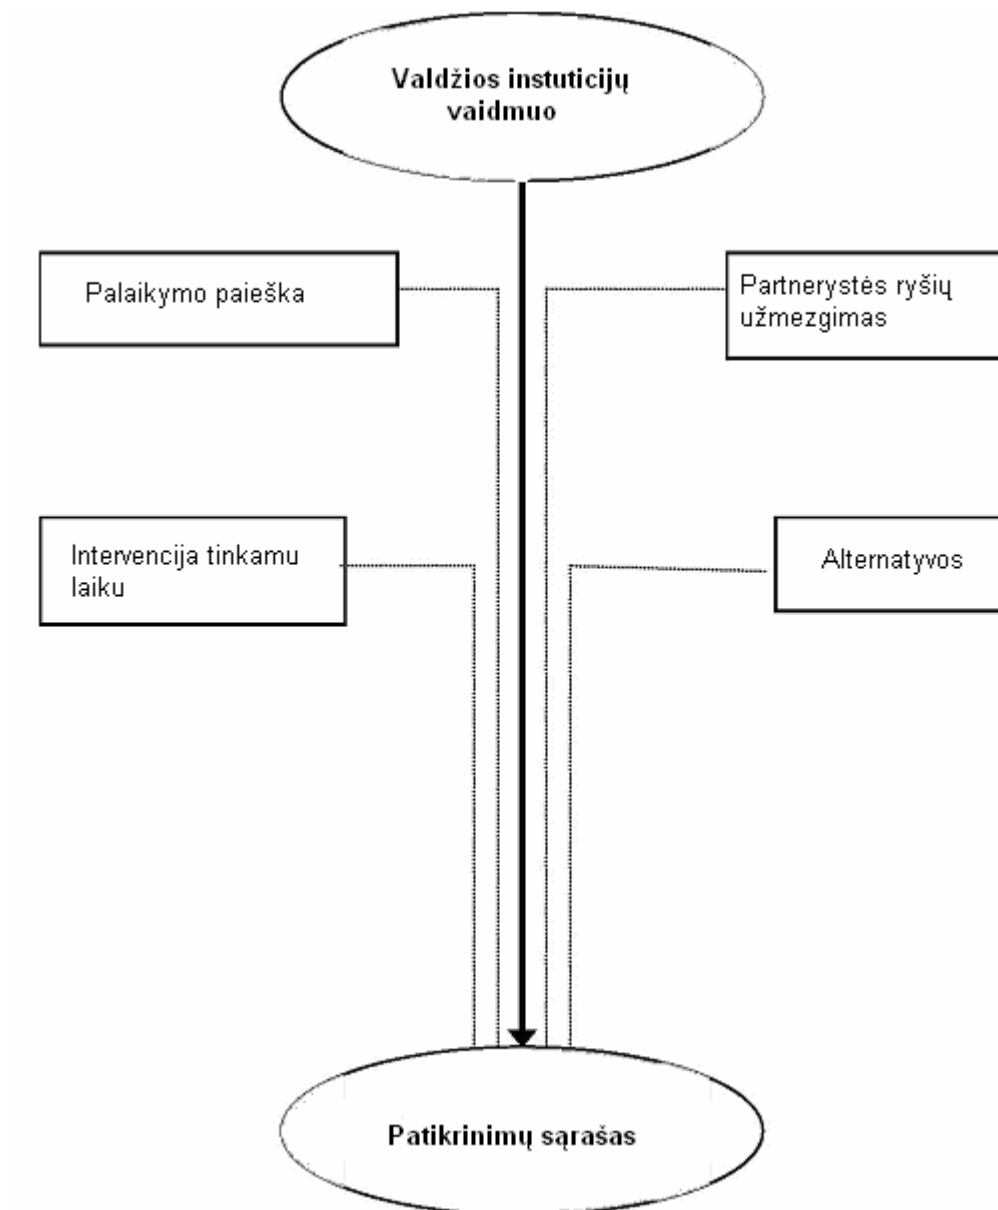 Valdžios instuticijų
vaidmuo
Palaikymo paieška
Partnerystės ryšių
užmezgimas
Intervencija tinkamu
laiku
Alternatyvos
Patikrinimų sąrašas